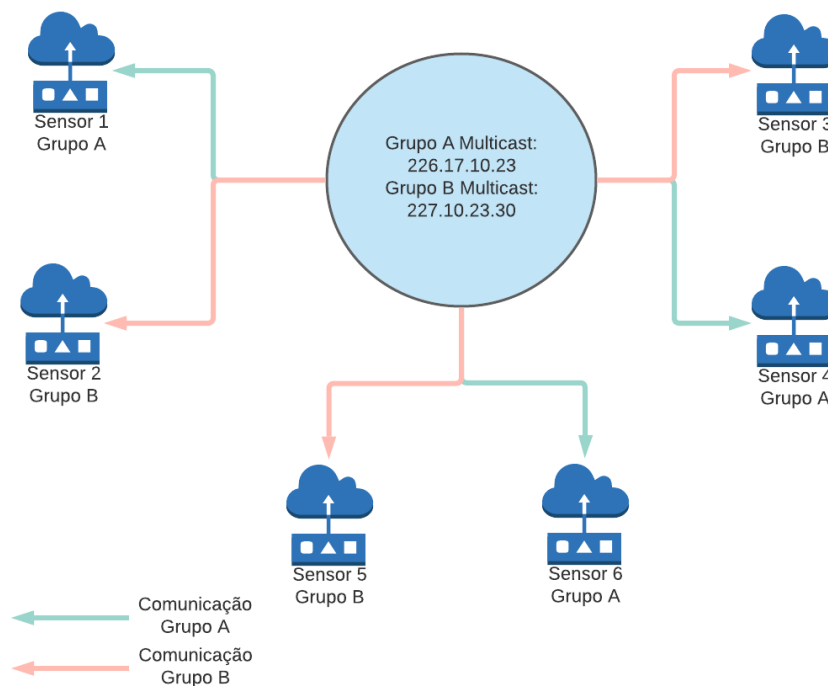 Sensor 1
Grupo A
Grupo A Multicast:
226.17.10.23
Grupo B Multicast:
227.10.23.30
Sensor 3
Grupo B
Sensor 2
Grupo B
Sensor 4
Grupo A
Sensor 5
Grupo B
Sensor 6
Grupo A
Comunicação
Grupo A
Comunicação
Grupo B